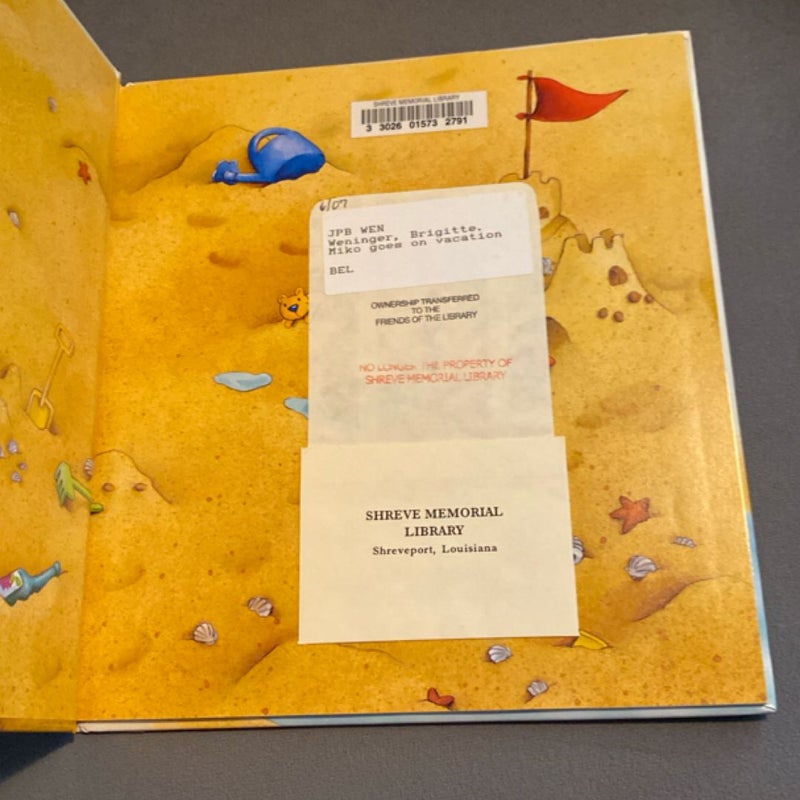 SHREVE MEMORIAL LIBRARY
3 3026 01573 2791
6/07
JPB WEN
Weninger, Brigitte.
Miko goes on vacation
BEL
OWNERSHIP TRANSFERRED
TO THE
FRIENDS OF THE LIBRARY
NO LONGER THE PROPERTY OF
SHREVE MEMORIAL LIBRARY
SHREVE MEMORIAL
LIBRARY
Shreveport, Louisiana